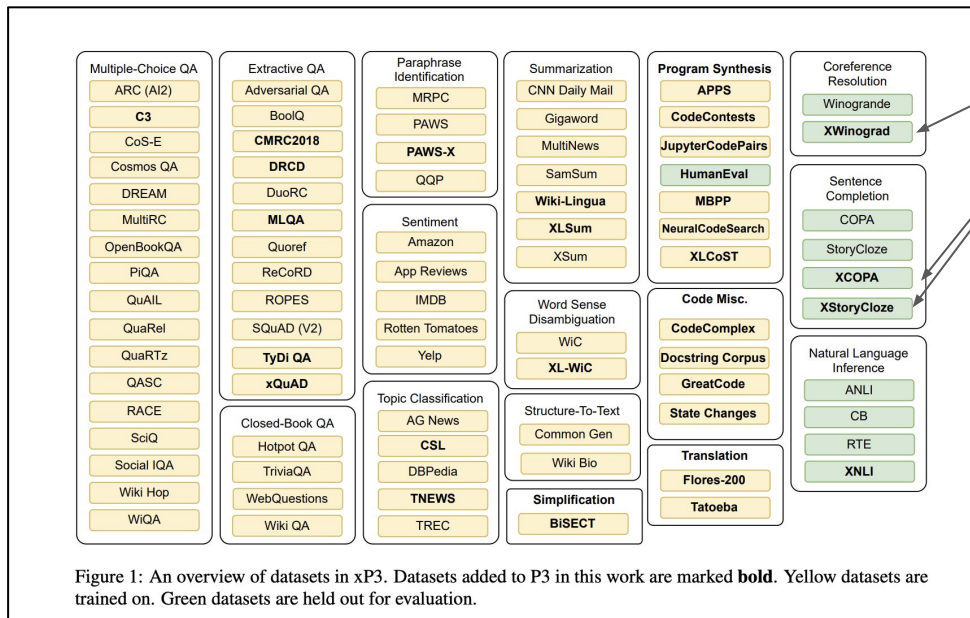 Multiple-Choice QA
ARC (AI2)
C3
CoS-E
Cosmos QA
DREAM
MultiRC
OpenBookQA
PiQA
QuAIL
QuaRel
QuaRTz
QASC
RACE
SciQ
Social IQA
Wiki Hop
WiQA
Extractive QA
Adversarial QA
BoolQ
CMRC2018
DRCD
DuoRC
MLQA
Quoref
ReCoRD
ROPES
SQuAD (V2)
TyDi QA
xQuAD
Closed-Book QA
Hotpot QA
TriviaQA
WebQuestions
Wiki QA
Paraphrase
Identification
MRPC
PAWS
PAWS-X
QQP
Sentiment
Amazon
App Reviews
IMDB
Rotten Tomatoes
Yelp
Topic Classification
AG News
CSL
DBPedia
TNEWS
TREC
Summarization
CNN Daily Mail
Gigaword
MultiNews
SamSum
Wiki-Lingua
XLSum
XSum
Word Sense
Disambiguation
WiC
XL-WiC
Structure-To-Text
Common Gen
Wiki Bio
Simplification
BiSECT
Program Synthesis
APPS
CodeContests
JupyterCodePairs
HumanEval
MBPP
NeuralCodeSearch
XLCoST
Code Misc.
CodeComplex
Docstring Corpus
GreatCode
State Changes
Translation
Flores-200
Tatoeba
Coreference
Resolution
Winogrande
XWinograd
Sentence
Completion
COPA
StoryCloze
XCOPA
XStoryCloze
Natural Language
Inference
ANLI
CB
RTE
XNLI
Figure 1: An overview of datasets in xP3. Datasets added to P3 in this work are marked bold. Yellow datasets are
trained on. Green datasets are held out for evaluation.